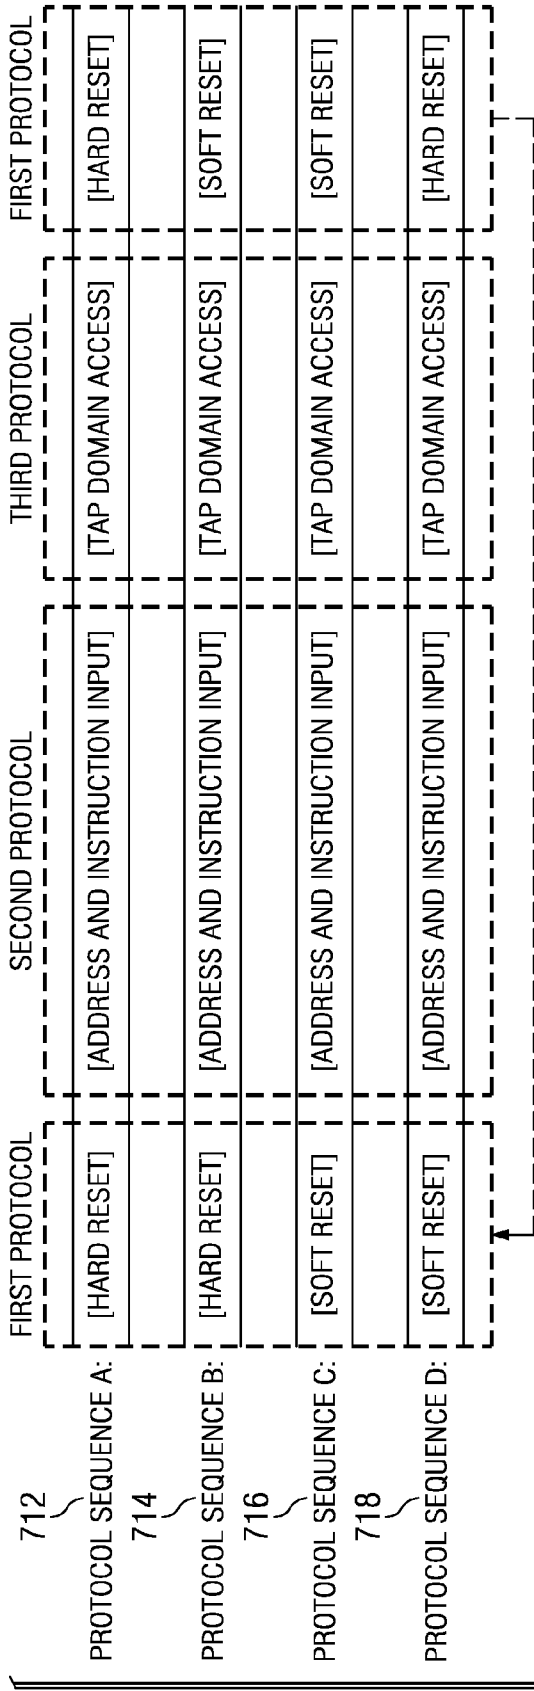 FIRST PROTOCOL SECOND PROTOCOL THIRD PROTOCOL FIRST PROTOCOL
712
PROTOCOL SEQUENCE A: [HARD RESET] [ADDRESS AND INSTRUCTION INPUT] [TAP DOMAIN ACCESS] [HARD RESET]
714
PROTOCOL SEQUENCE B: [HARD RESET] [ADDRESS AND INSTRUCTION INPUT] [TAP DOMAIN ACCESS] [SOFT RESET]
716
PROTOCOL SEQUENCE C: [SOFT RESET] [ADDRESS AND INSTRUCTION INPUT] [TAP DOMAIN ACCESS] [SOFT RESET]
718
PROTOCOL SEQUENCE D: [SOFT RESET] [ADDRESS AND INSTRUCTION INPUT] [TAP DOMAIN ACCESS] [HARD RESET]